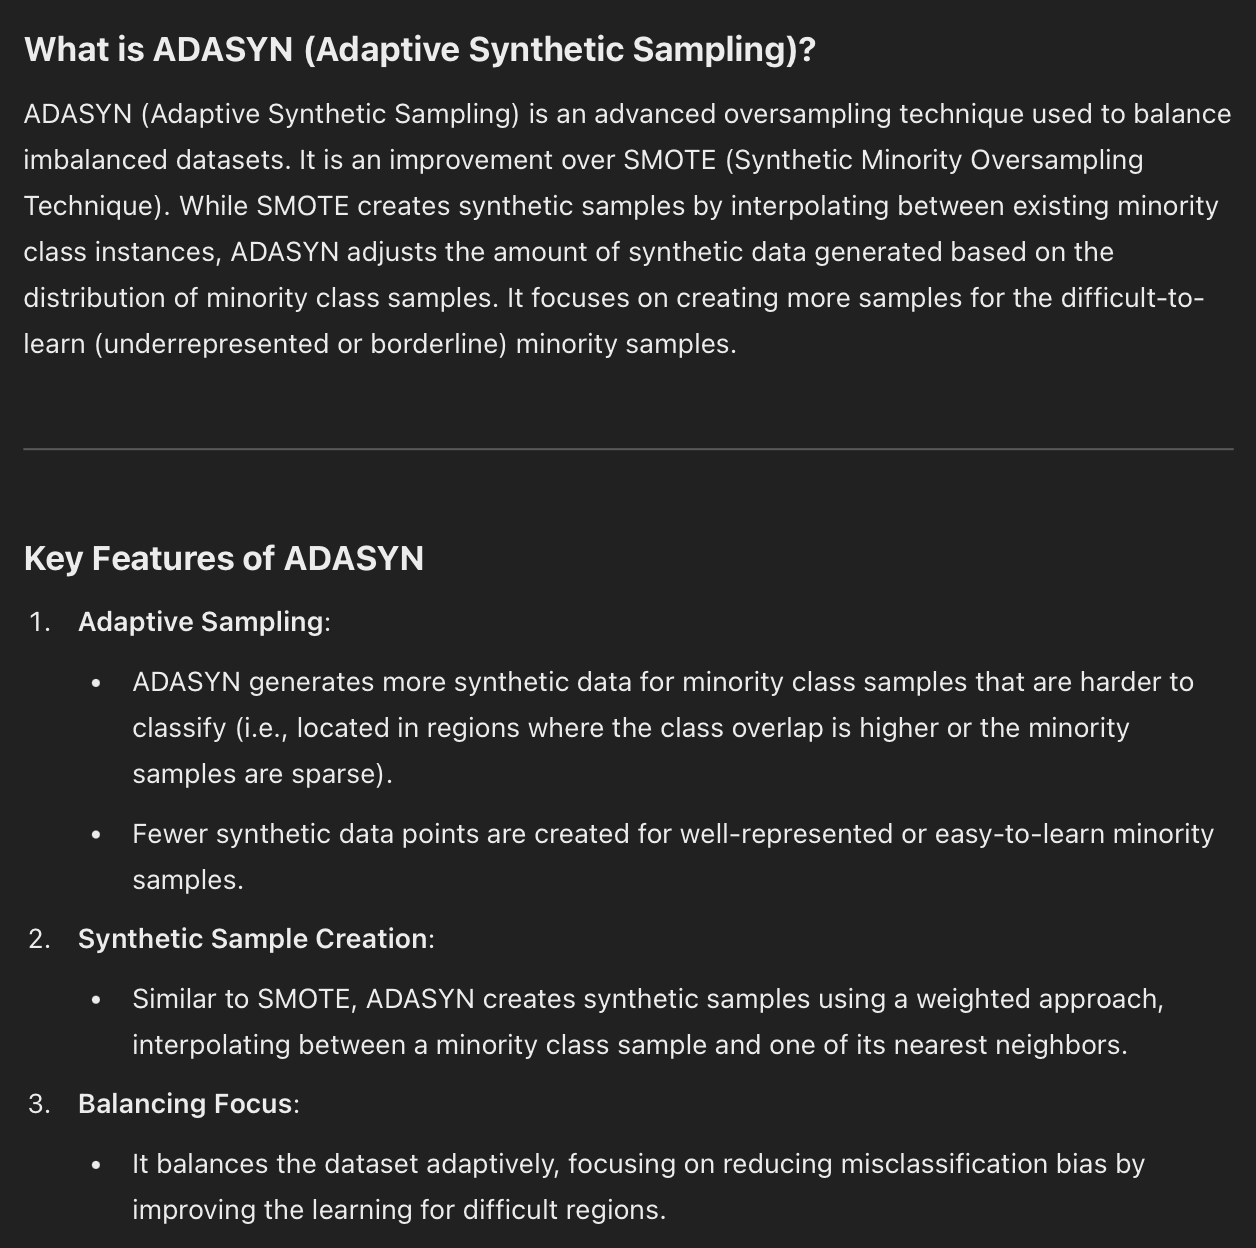 What is ADASYN (Adaptive Synthetic Sampling)?
ADASYN (Adaptive Synthetic Sampling) is an advanced oversampling technique used to balance
imbalanced datasets. It is an improvement over SMOTE (Synthetic Minority Oversampling
Technique). While SMOTE creates synthetic samples by interpolating between existing minority
class instances, ADASYN adjusts the amount of synthetic data generated based on the
distribution of minority class samples. It focuses on creating more samples for the difficult-to-
learn (underrepresented or borderline) minority samples.
Key Features of ADASYN
1. Adaptive Sampling:
• ADASYN generates more synthetic data for minority class samples that are harder to
classify (i.e., located in regions where the class overlap is higher or the minority
samples are sparse).
• Fewer synthetic data points are created for well-represented or easy-to-learn minority
samples.
2. Synthetic Sample Creation:
• Similar to SMOTE, ADASYN creates synthetic samples using a weighted approach,
interpolating between a minority class sample and one of its nearest neighbors.
3. Balancing Focus:
• It balances the dataset adaptively, focusing on reducing misclassification bias by
improving the learning for difficult regions.